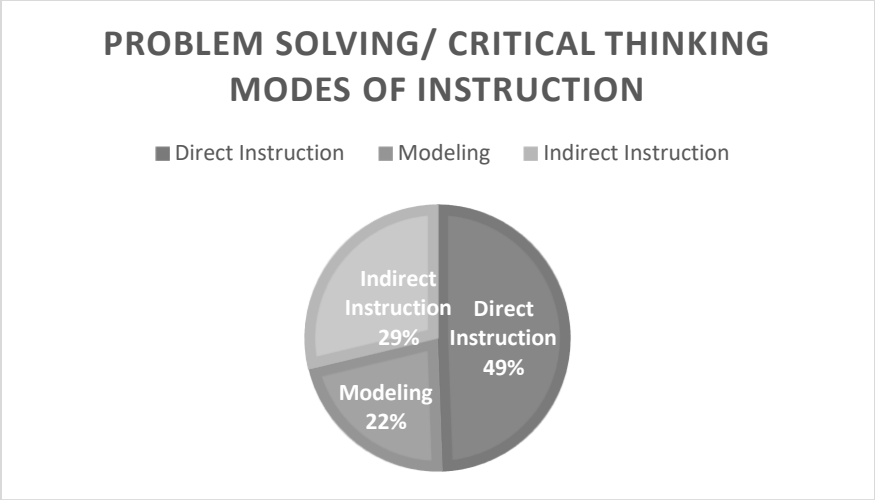 PROBLEM SOLVING/ CRITICAL THINKING
MODES OF INSTRUCTION
Direct Instruction Modeling Indirect Instruction
Indirect
Instruction
29%
Direct
Instruction
49%
Modeling
22%